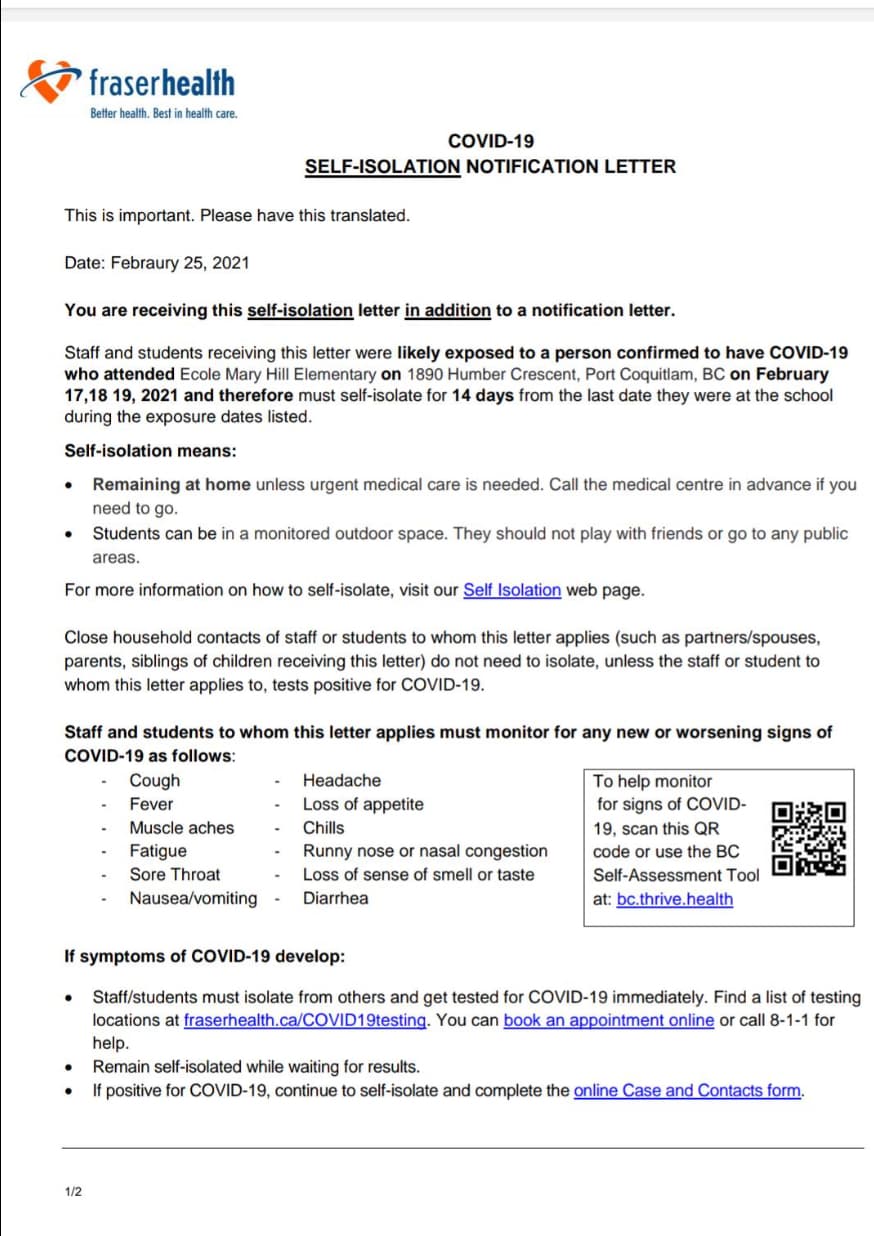 fraserhealth
Better health. Best in health care.
COVID-19
SELF-ISOLATION NOTIFICATION LETTER
This is important. Please have this translated.
Date: Febraury 25, 2021
You are receiving this self-isolation letter in addition to a notification letter.
Staff and students receiving this letter were likely exposed to a person confirmed to have COVID-19
who attended Ecole Mary Hill Elementary on 1890 Humber Crescent, Port Coquitlam, BC on February
17,18 19, 2021 and therefore must self-isolate for 14 days from the last date they were at the school
during the exposure dates listed.
Self-isolation means:
• Remaining at home unless urgent medical care is needed. Call the medical centre in advance if you
need to go.
• Students can be in a monitored outdoor space. They should not play with friends or go to any public
areas.
For more information on how to self-isolate, visit our Self Isolation web page.
Close household contacts of staff or students to whom this letter applies (such as partners/spouses,
parents, siblings of children receiving this letter) do not need to isolate, unless the staff or student to
whom this letter applies to, tests positive for COVID-19.
Staff and students to whom this letter applies must monitor for any new or worsening signs of
COVID-19 as follows:
- Cough
- Fever
- Muscle aches
- Fatigue
- Sore Throat
- Nausea/vomiting
- Headache
- Loss of appetite
- Chills
- Runny nose or nasal congestion
- Loss of sense of smell or taste
- Diarrhea
To help monitor
for signs of COVID-
19, scan this QR
code or use the BC
Self-Assessment Tool
at: bc.thrive.health
If symptoms of COVID-19 develop:
• Staff/students must isolate from others and get tested for COVID-19 immediately. Find a list of testing
locations at fraserhealth.ca/COVID19testing. You can book an appointment online or call 8-1-1 for
help.
• Remain self-isolated while waiting for results.
• If positive for COVID-19, continue to self-isolate and complete the online Case and Contacts form.
1/2